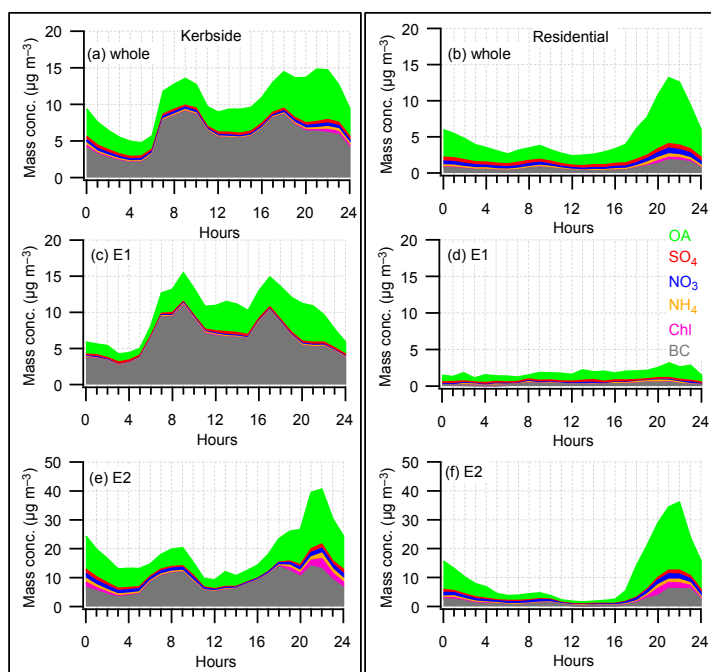 Kerbside
(a) whole
Mass conc. (µg m⁻³)
20
15
10
5
0
0 4 8 12 16 20 24
Hours
Residential
(b) whole
Mass conc. (µg m⁻³)
20
15
10
5
0
0 4 8 12 16 20 24
Hours
(c) E1
Mass conc. (µg m⁻³)
20
15
10
5
0
0 4 8 12 16 20 24
Hours
(d) E1
Mass conc. (µg m⁻³)
20
15
10
5
0
0 4 8 12 16 20 24
Hours
OA
SO₄
NO₃
NH₄
Chl
BC
(e) E2
Mass conc. (µg m⁻³)
50
40
30
20
10
0
0 4 8 12 16 20 24
Hours
(f) E2
Mass conc. (µg m⁻³)
50
40
30
20
10
0
0 4 8 12 16 20 24
Hours